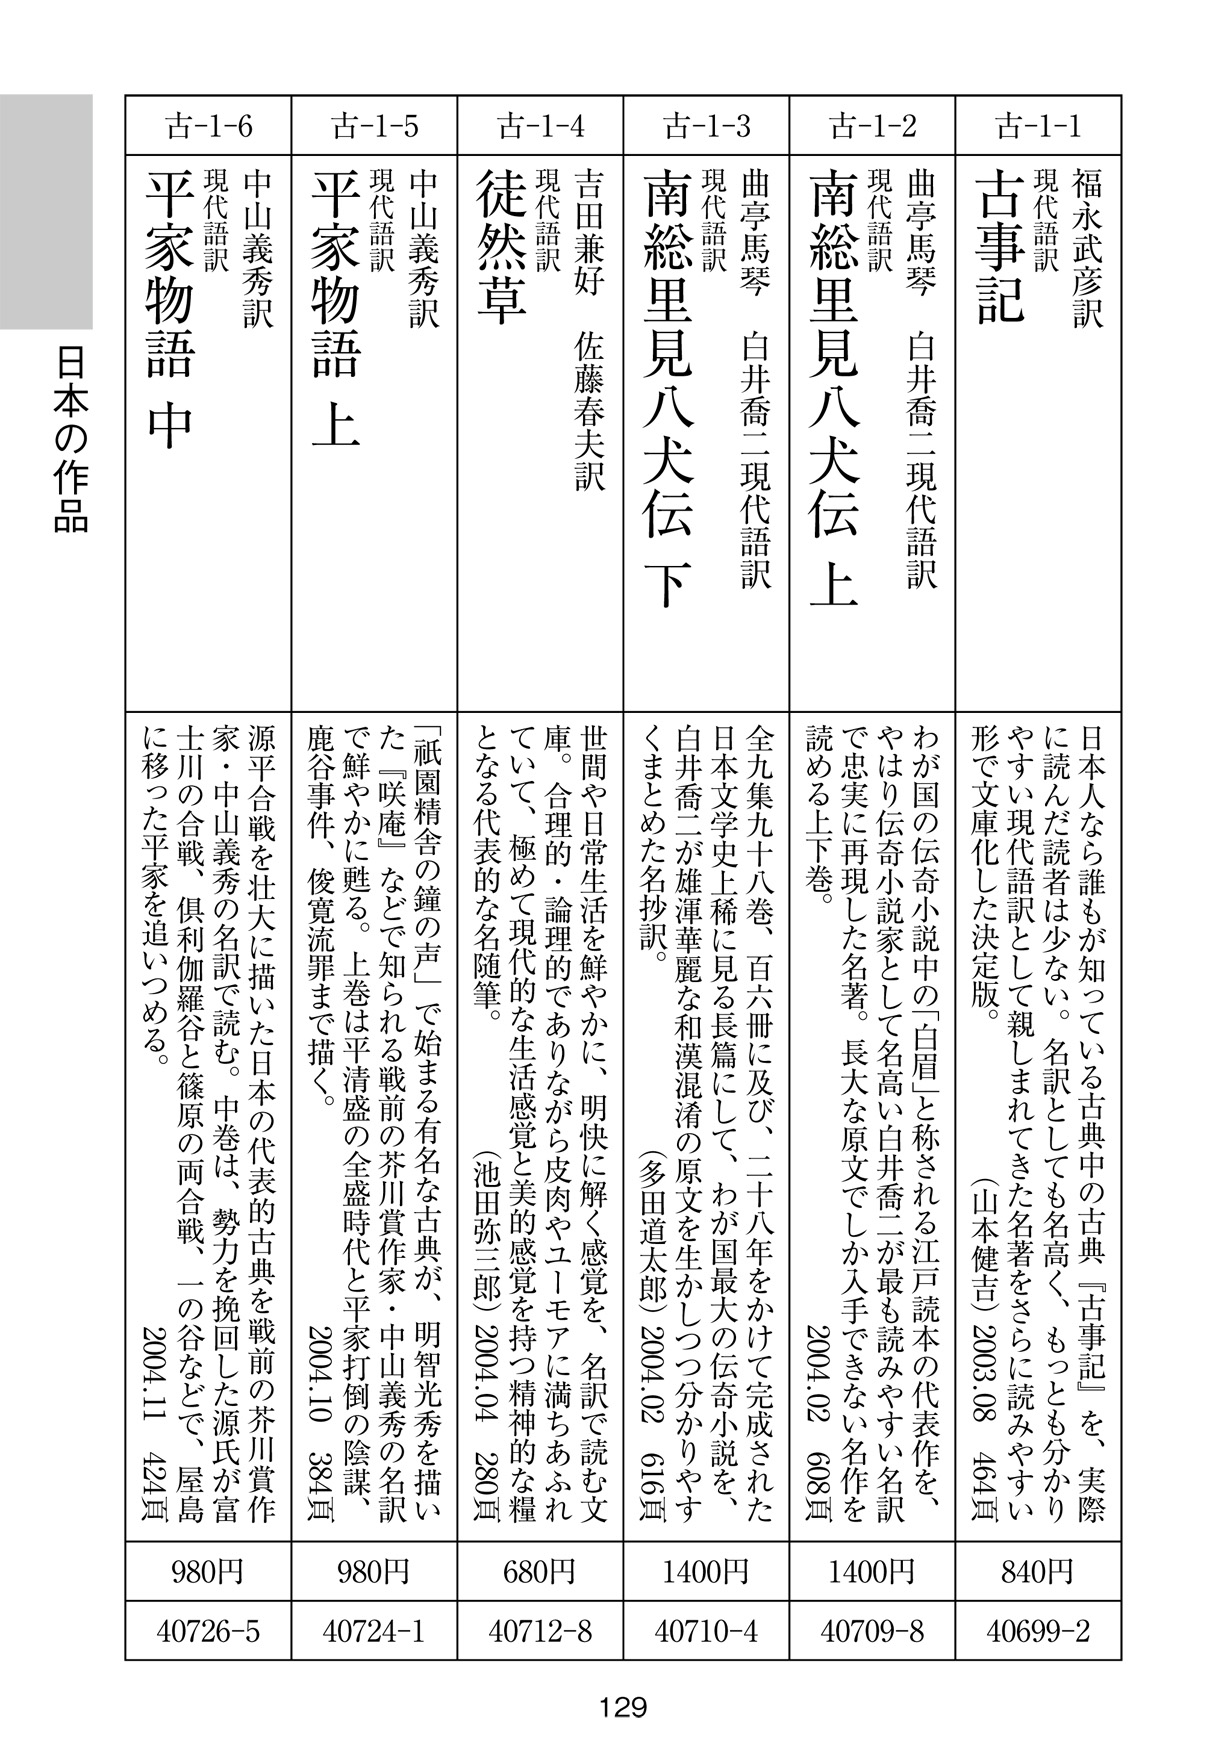 古-1-1
福永武彦訳
現代語訳
古事記
日本人なら誰もが知っている古典中の古典『古事記』を、実際
に読んだ読者は少ない。名訳としても名高く、もっとも分かり
やすい現代語訳として親しまれてきた名著をさらに読みやすい
形で文庫化した決定版。（山本健吉）2003.08 464頁
840円
40699-2
古-1-2
曲亭馬琴 白井喬二現代語訳
現代語訳
南総里見八犬伝 上
わが国の伝奇小説中の「白眉」と称される江戸読本の代表作を、
やはり伝奇小説家として名高い白井喬二が最も読みやすい名訳
で忠実に再現した名著。長大な原文でしか入手できない名作を
読める上下巻。 2004.02 608頁
1400円
40709-8
古-1-3
曲亭馬琴 白井喬二現代語訳
現代語訳
南総里見八犬伝 下
全九集九十八巻、百六冊に及び、二十八年をかけて完成された
日本文学史上稀に見る長篇にして、わが国最大の伝奇小説を、
白井喬二が雄渾華麗な和漢混淆の原文を生かしつつ分かりやす
くまとめた名抄訳。（多田道太郎）2004.02 616頁
1400円
40710-4
古-1-4
吉田兼好 佐藤春夫訳
現代語訳
徒然草
世間や日常生活を鮮やかに、明快に解く感覚を、名訳で読む文
庫。合理的・論理的でありながら皮肉やユーモアに満ちあふれ
ていて、極めて現代的な生活感覚と美的感覚を持つ精神的な糧
となる代表的な名随筆。（池田弥三郎）2004.04 280頁
680円
40712-8
古-1-5
中山義秀訳
現代語訳
平家物語 上
「祇園精舎の鐘の声」で始まる有名な古典が、明智光秀を描い
た『咲庵』などで知られる戦前の芥川賞作家・中山義秀の名訳
で鮮やかに甦る。上巻は平清盛の全盛時代と平家打倒の陰謀、
鹿谷事件、俊寛流罪まで描く。 2004.10 384頁
980円
40724-1
古-1-6
中山義秀訳
現代語訳
平家物語 中
源平合戦を壮大に描いた日本の代表的古典を戦前の芥川賞作
家・中山義秀の名訳で読む。中巻は、勢力を挽回した源氏が富
士川の合戦、倶利伽羅谷と篠原の両合戦、一の谷などで、屋島
に移った平家を追いつめる。 2004.11 424頁
980円
40726-5
日本の作品
129